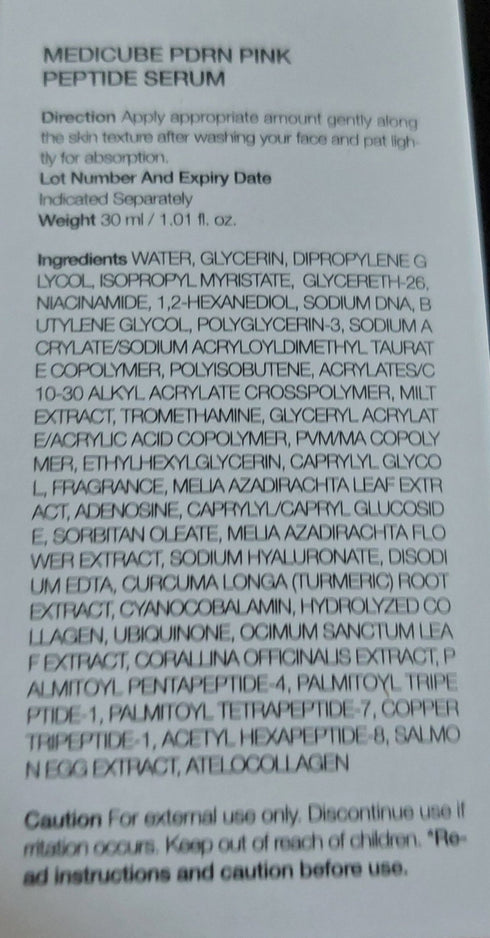 MEDICUBE PDRN PINK
PEPTIDE SERUM
Direction Apply appropriate amount gently along
the skin texture after washing your face and pat ligh-
tly for absorption.
Lot Number And Expiry Date
Indicated Separately
Weight 30 ml / 1.01 fl. oz.
Ingredients WATER, GLYCERIN, DIPROPYLENE G
LYCOL, ISOPROPYL MYRISTATE, GLYCERETH-26,
NIACINAMIDE, 1,2-HEXANEDIOL, SODIUM DNA, B
UTYLENE GLYCOL, POLYGLYCERIN-3, SODIUM A
CRYLATE/SODIUM ACRYLOYLDIMETHYL TAURAT
E COPOLYMER, POLYISOBUTENE, ACRYLATES/C
10-30 ALKYL ACRYLATE CROSSPOLYMER, MILT
EXTRACT, TROMETHAMINE, GLYCERYL ACRYLAT
E/ACRYLIC ACID COPOLYMER, PVM/MA COPOLY
MER, ETHYLHEXYLGLYCERIN, CAPRYLYL GLYCO
L, FRAGRANCE, MELIA AZADIRACHTA LEAF EXTR
ACT, ADENOSINE, CAPRYLYL/CAPRYL GLUCOSID
E, SORBITAN OLEATE, MELIA AZADIRACHTA FLO
WER EXTRACT, SODIUM HYALURONATE, DISODI
UM EDTA, CURCUMA LONGA (TURMERIC) ROOT
EXTRACT, CYANOCOBALAMIN, HYDROLYZED CO
LLAGEN, UBIQUINONE, OCIMUM SANCTUM LEA
F EXTRACT, CORALLINA OFFICINALIS EXTRACT, P
ALMITOYL PENTAPEPTIDE-4, PALMITOYL TRIPE
PTIDE-1, PALMITOYL TETRAPEPTIDE-7, COPPER
TRIPEPTIDE-1, ACETYL HEXAPEPTIDE-8, SALMO
N EGG EXTRACT, ATELOCOLLAGEN
Caution For external use only. Discontinue use if
rritation occurs. Keep out of reach of children. *Re-
ad instructions and caution before use.